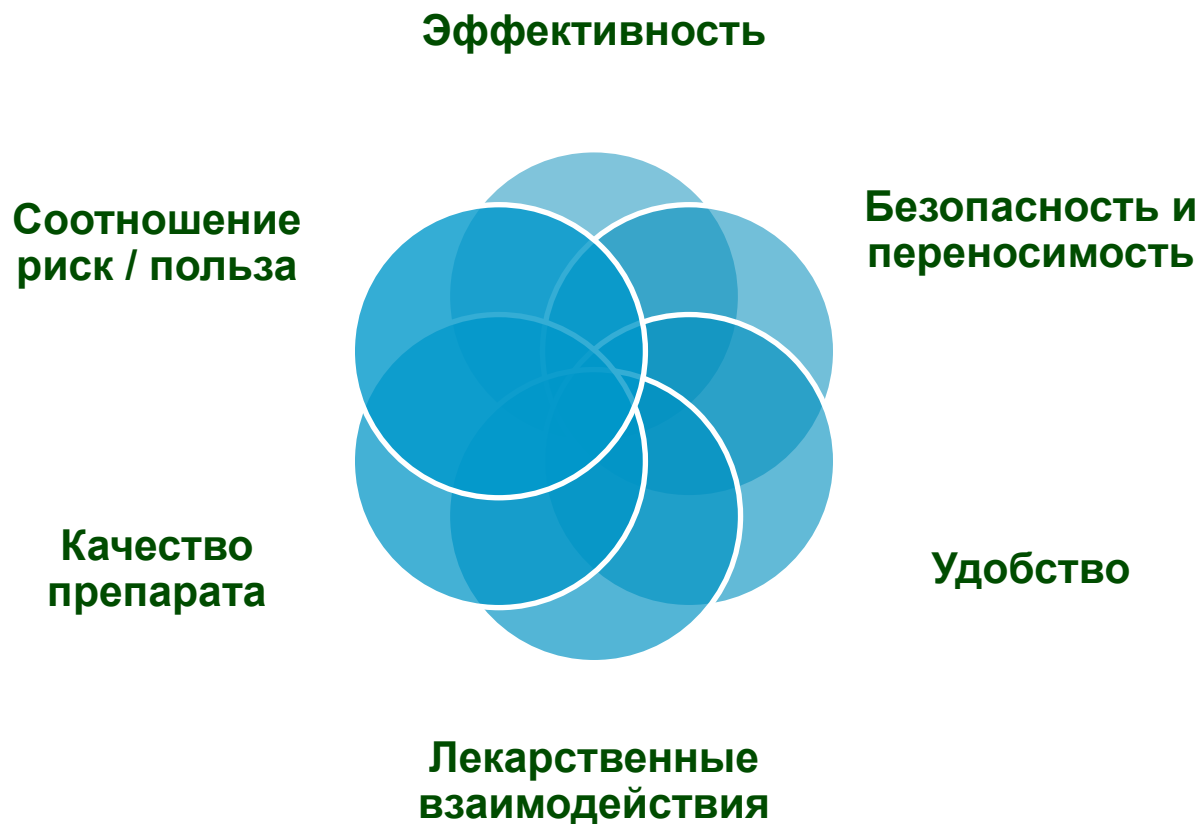 Эффективность
Безопасность и
переносимость
Удобство
Лекарственные
взаимодействия
Качество
препарата
Соотношение
риск / польза